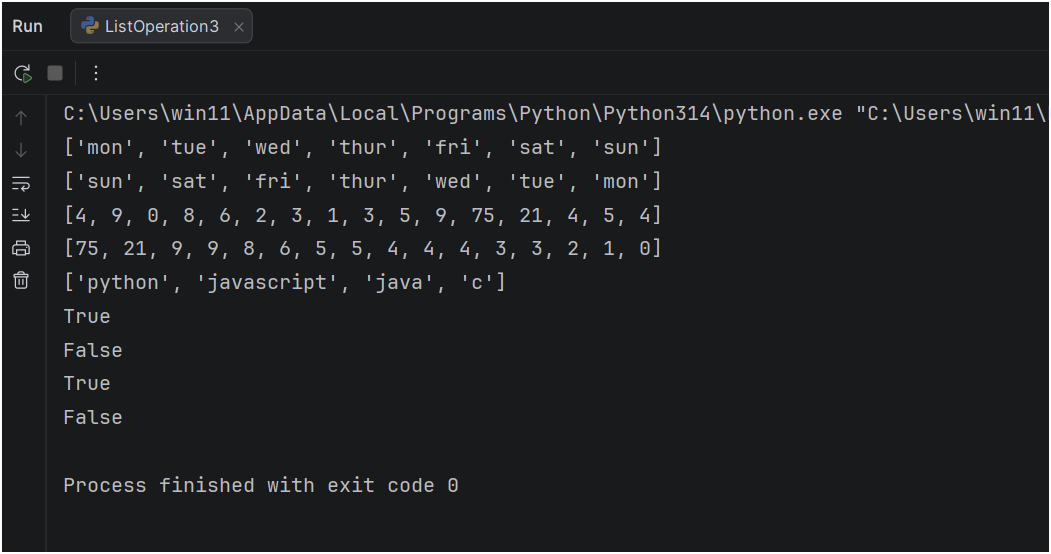 Run ListOperation3
C:\Users\win11\AppData\Local\Programs\Python\Python314\python.exe "C:\Users\win11\
['mon', 'tue', 'wed', 'thur', 'fri', 'sat', 'sun']
['sun', 'sat', 'fri', 'thur', 'wed', 'tue', 'mon']
[4, 9, 0, 8, 6, 2, 3, 1, 3, 5, 9, 75, 21, 4, 5, 4]
[75, 21, 9, 9, 8, 6, 5, 5, 4, 4, 4, 3, 3, 2, 1, 0]
['python', 'javascript', 'java', 'c']
True
False
True
False
Process finished with exit code 0